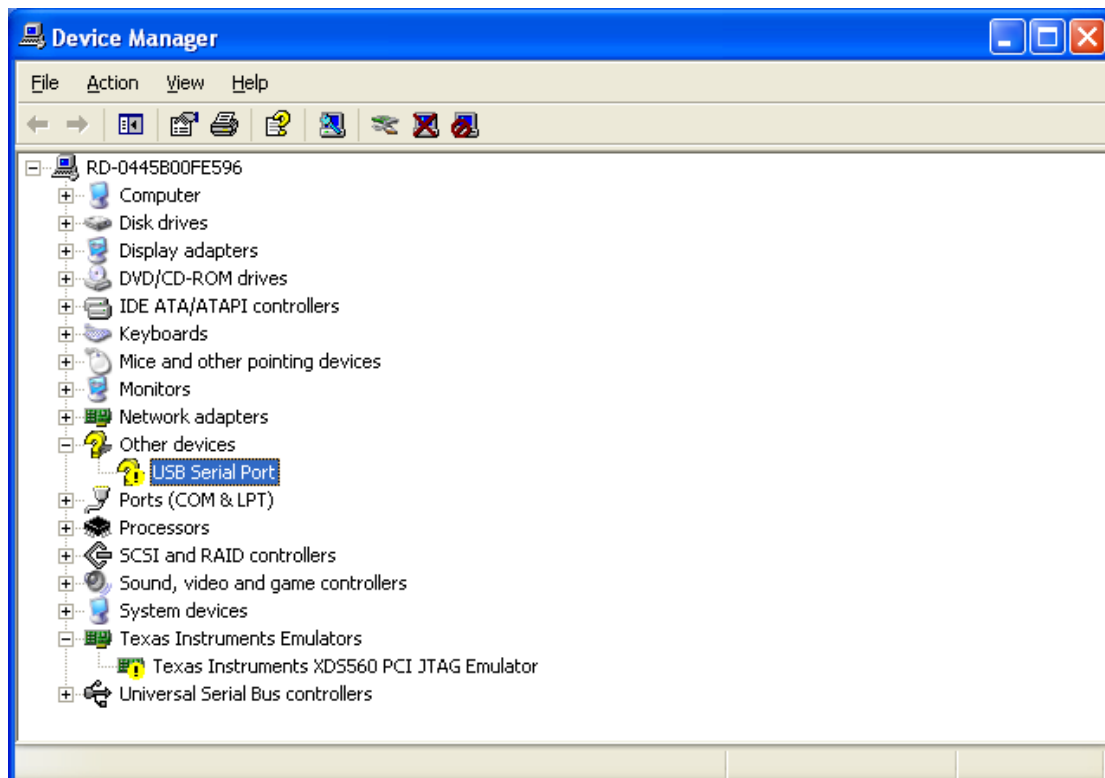 Device Manager
File Action View Help
RD-0445B00FE596
Computer
Disk drives
Display adapters
DVD/CD-ROM drives
IDE ATA/ATAPI controllers
Keyboards
Mice and other pointing devices
Monitors
Network adapters
Other devices
USB Serial Port
Ports (COM & LPT)
Processors
SCSI and RAID controllers
Sound, video and game controllers
System devices
Texas Instruments Emulators
Texas Instruments XDS560 PCI JTAG Emulator
Universal Serial Bus controllers